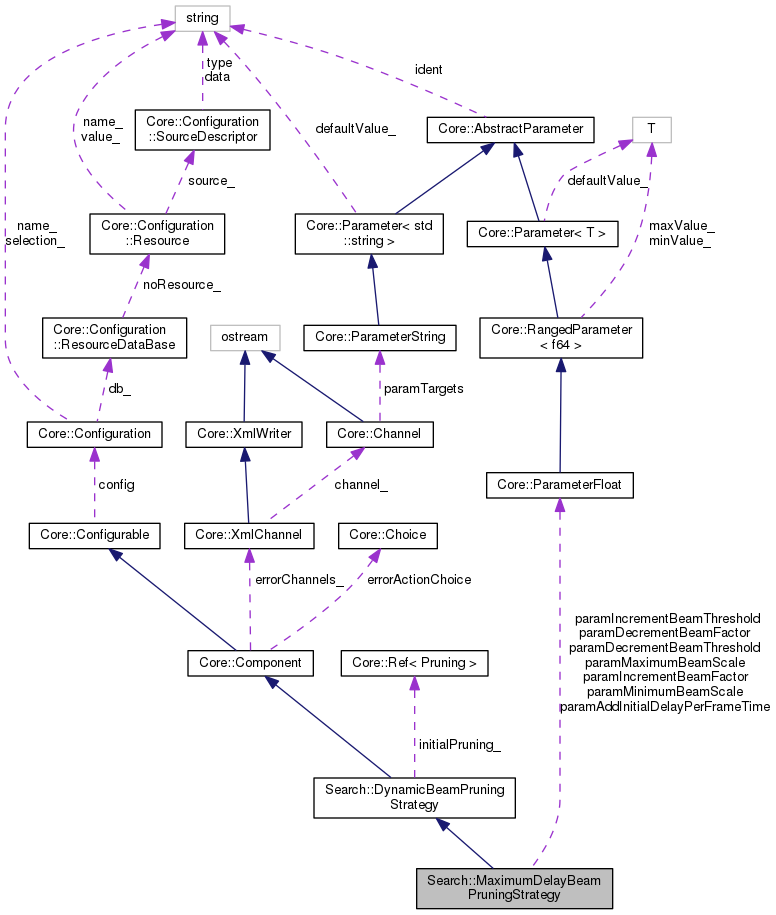 string
type
data
ident
Core::Configuration
::SourceDescriptor
Core::AbstractParameter
T
name_
value_
defaultValue_
source_
defaultValue_
name_
selection_
Core::Configuration
::Resource
Core::Parameter< std
::string >
Core::Parameter< T >
maxValue_
minValue_
noResource_
Core::Configuration
::ResourceDataBase
ostream
Core::ParameterString
Core::RangedParameter
< f64 >
db_
paramTargets
Core::Configuration
Core::XmlWriter
Core::Channel
config
channel_
Core::ParameterFloat
Core::Configurable
Core::XmlChannel
Core::Choice
errorChannels_
errorActionChoice
paramIncrementBeamThreshold
paramDecrementBeamFactor
paramDecrementBeamThreshold
paramMaximumBeamScale
paramIncrementBeamFactor
paramMinimumBeamScale
paramAddInitialDelayPerFrameTime
Core::Component
Core::Ref< Pruning >
initialPruning_
Search::DynamicBeamPruning
Strategy
Search::MaximumDelayBeam
PruningStrategy